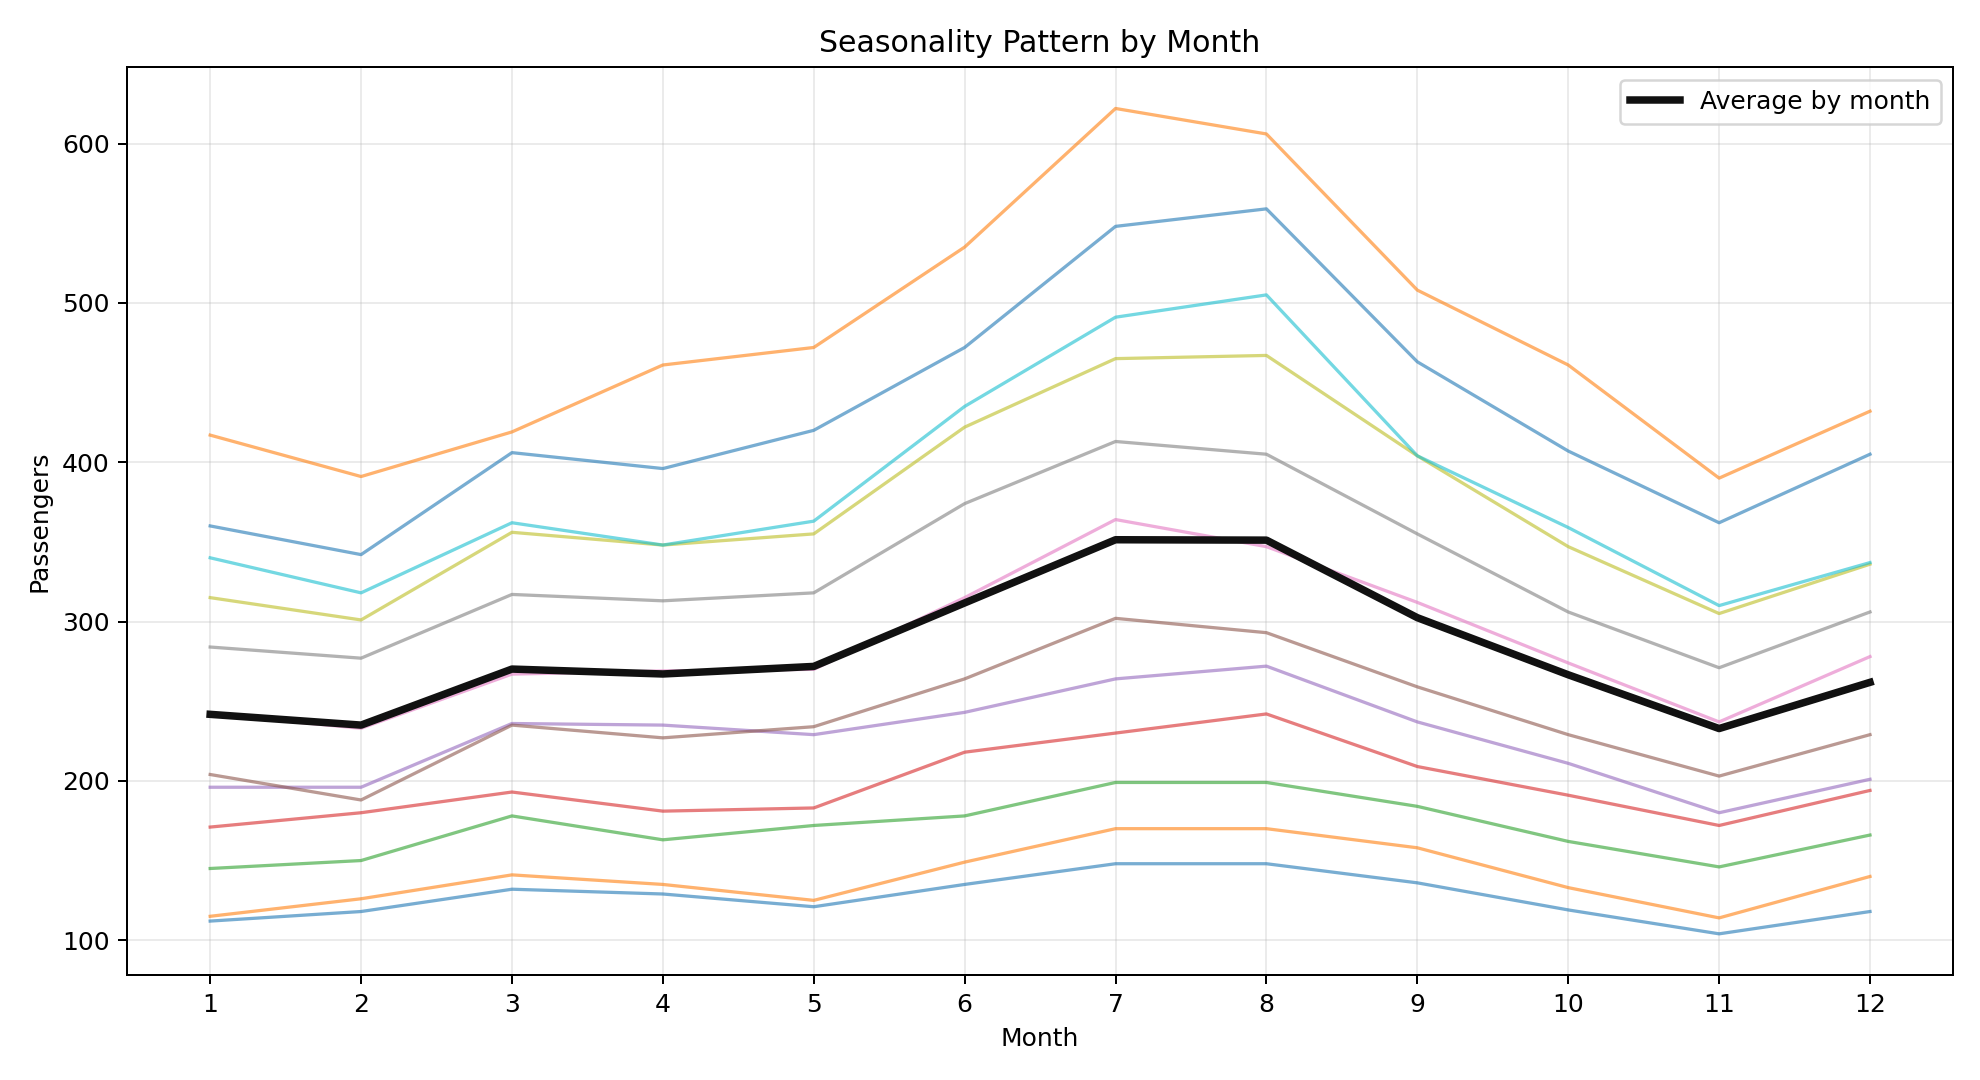 Seasonality Pattern by Month
Average by month
Passengers
600
500
400
300
200
100
1 2 3 4 5 6 7 8 9 10 11 12
Month